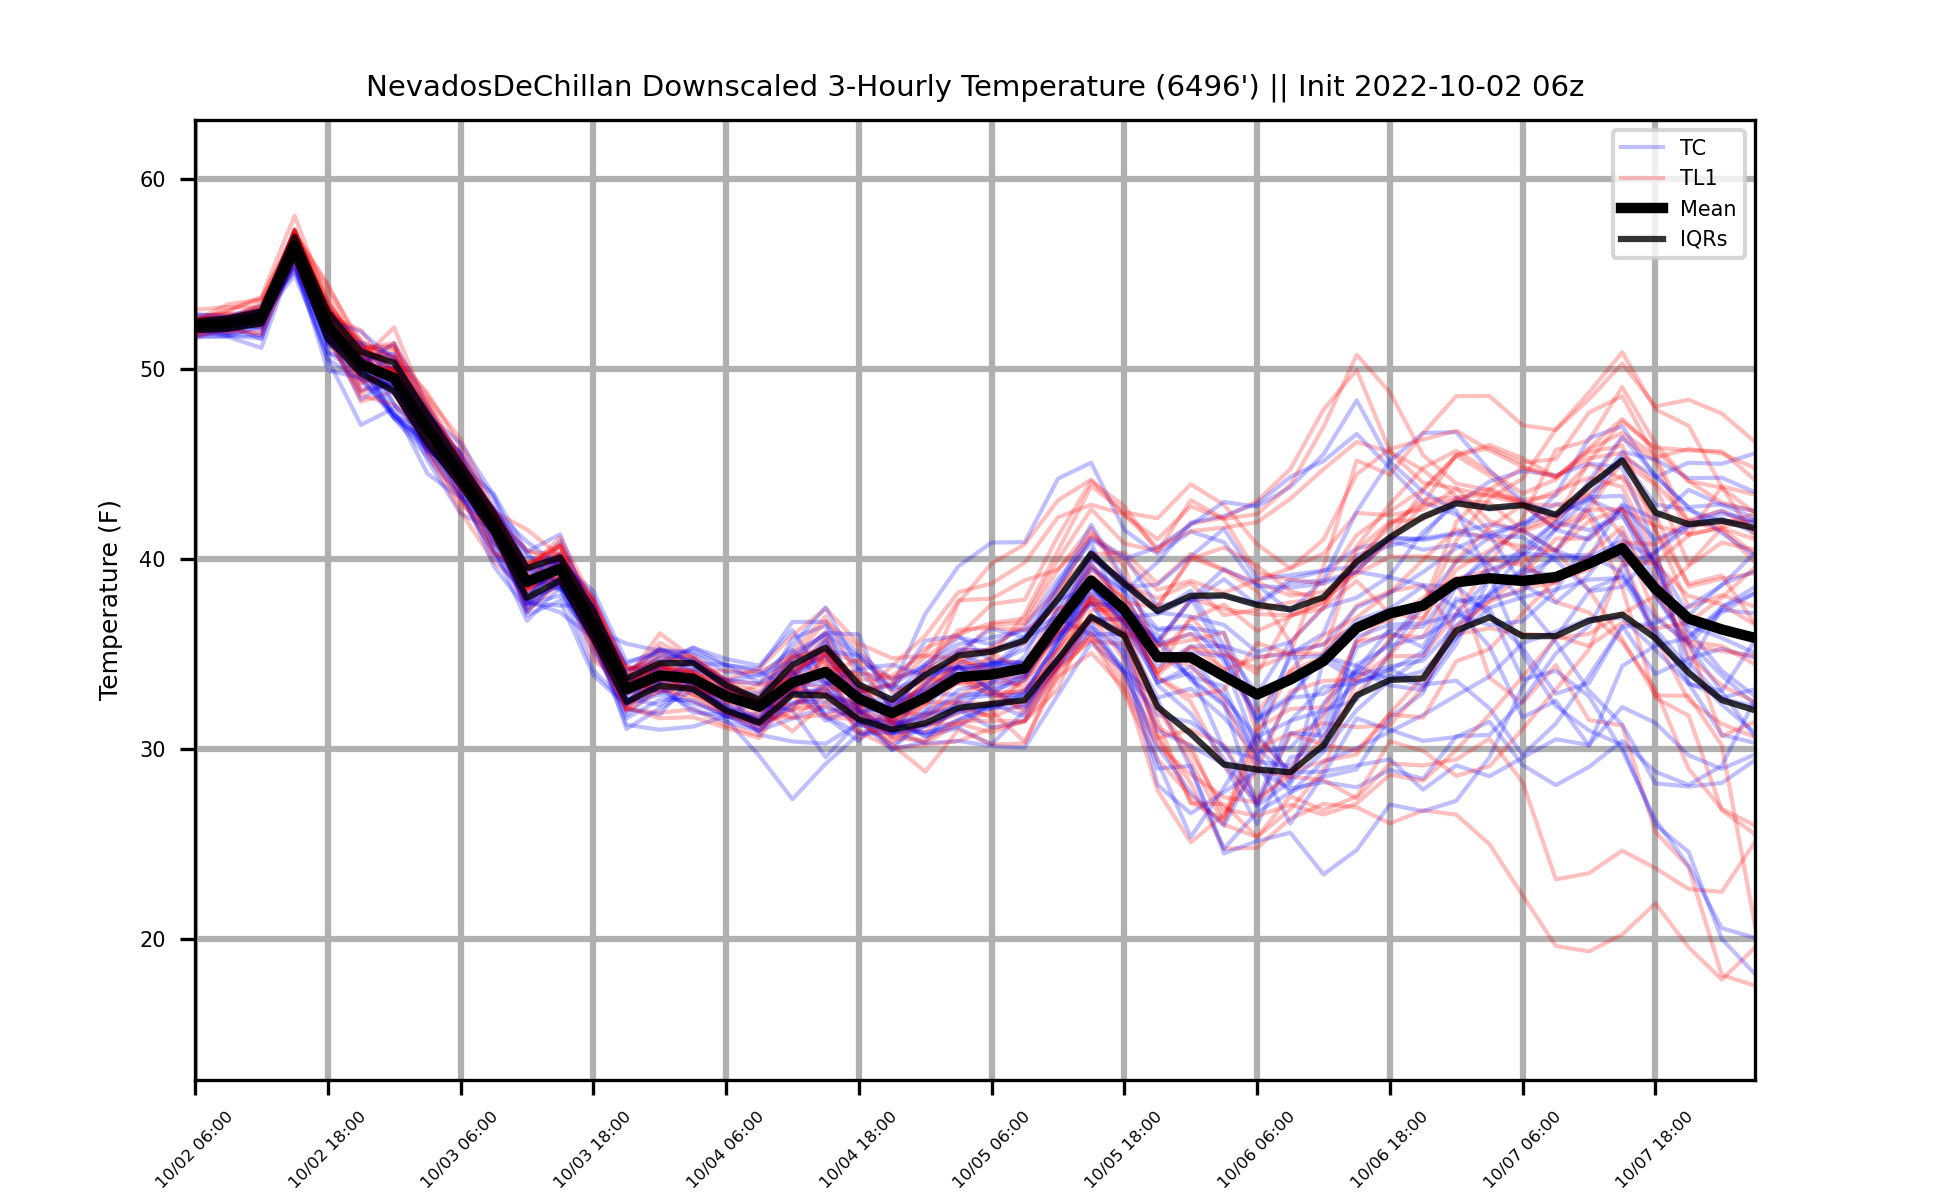 NevadosDeChillan Downscaled 3-Hourly Temperature (6496') || Init 2022-10-02 06z
TC
TL1
Mean
IQRs
Temperature (F)
60
50
40
30
20
10/02 06:00
10/02 18:00
10/03 06:00
10/03 18:00
10/04 06:00
10/04 18:00
10/05 06:00
10/05 18:00
10/06 06:00
10/06 18:00
10/07 06:00
10/07 18:00